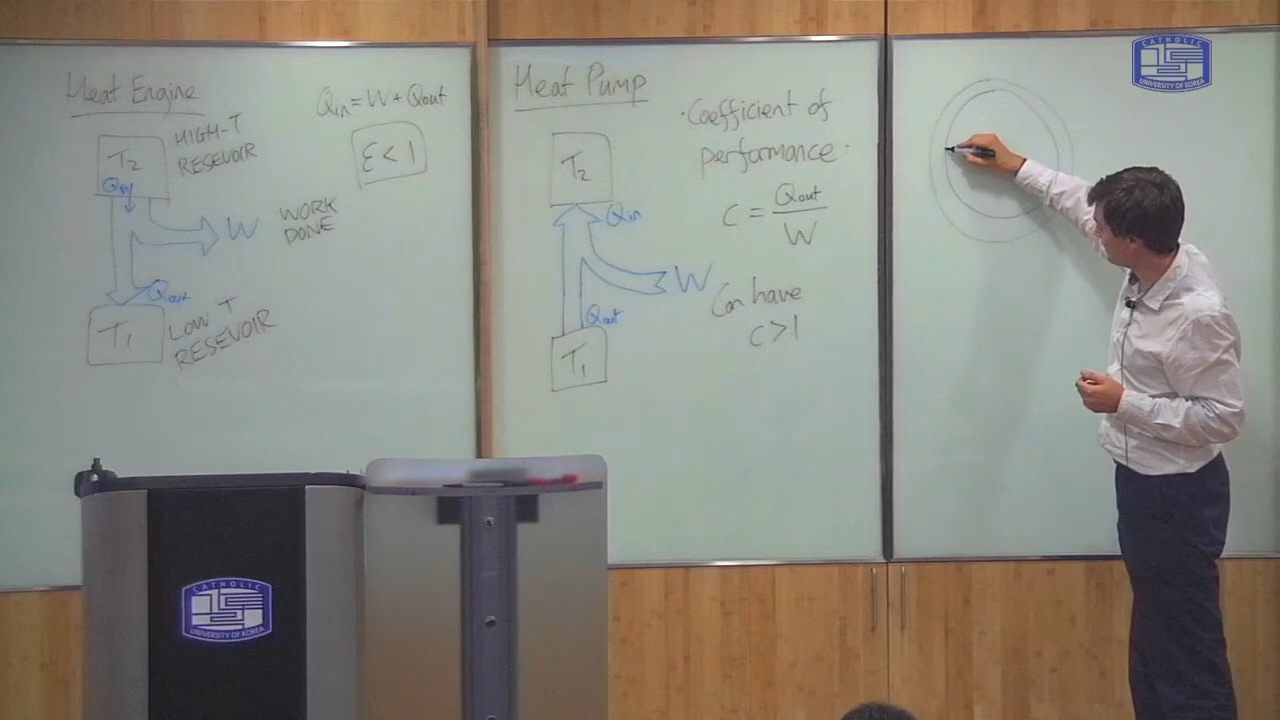 Heat Engine
Qin = W + Qout
ε < 1
T2
HIGH-T
RESEVOIR
Qin
W
WORK
DONE
Qout
T1
LOW T
RESEVOIR
Heat Pump
T2
Qin
W
Qout
T1
·Coefficient of
performance:
C = Qout
W
Can have
C > 1
CATHOLIC
UNIVERSITY OF KOREA
CATHOLIC
UNIVERSITY OF KOREA